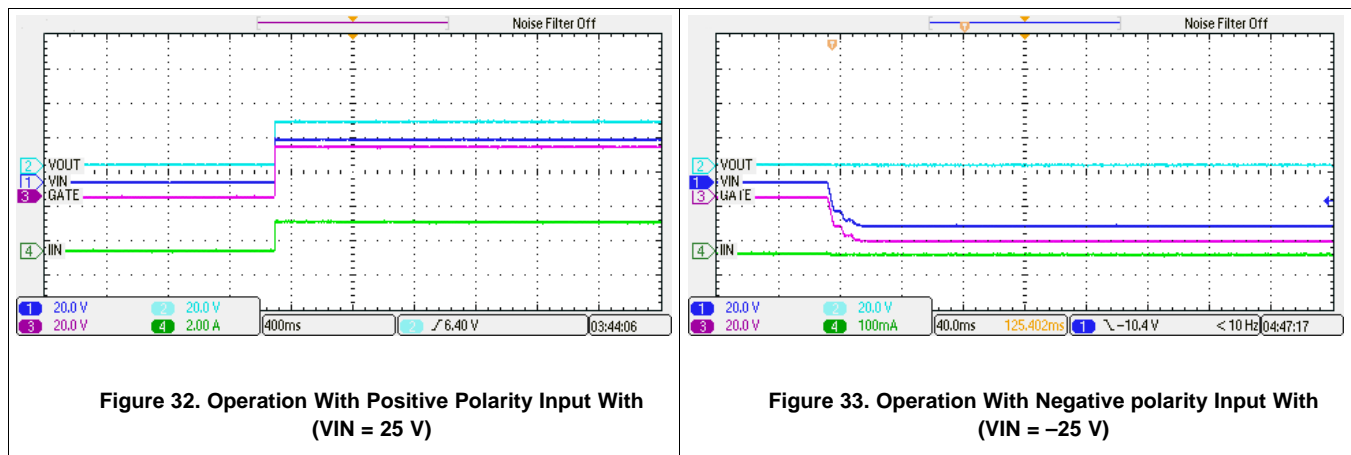 Noise Filter Off
2 VOUT
1 VIN
3 GATE
4 IIN
1 20.0 V 2 20.0 V
3 20.0 V 4 2.00 A 400ms 2 6.40 V 03:44:06
Figure 32. Operation With Positive Polarity Input With
(VIN = 25 V)
Noise Filter Off
T
2 VOUT
1 VIN
3 GATE
4 IIN
1 20.0 V 2 20.0 V
3 20.0 V 4 100mA 40.0ms 125.402ms 1 −10.4 V < 10 Hz 04:47:17
Figure 33. Operation With Negative polarity Input With
(VIN = –25 V)